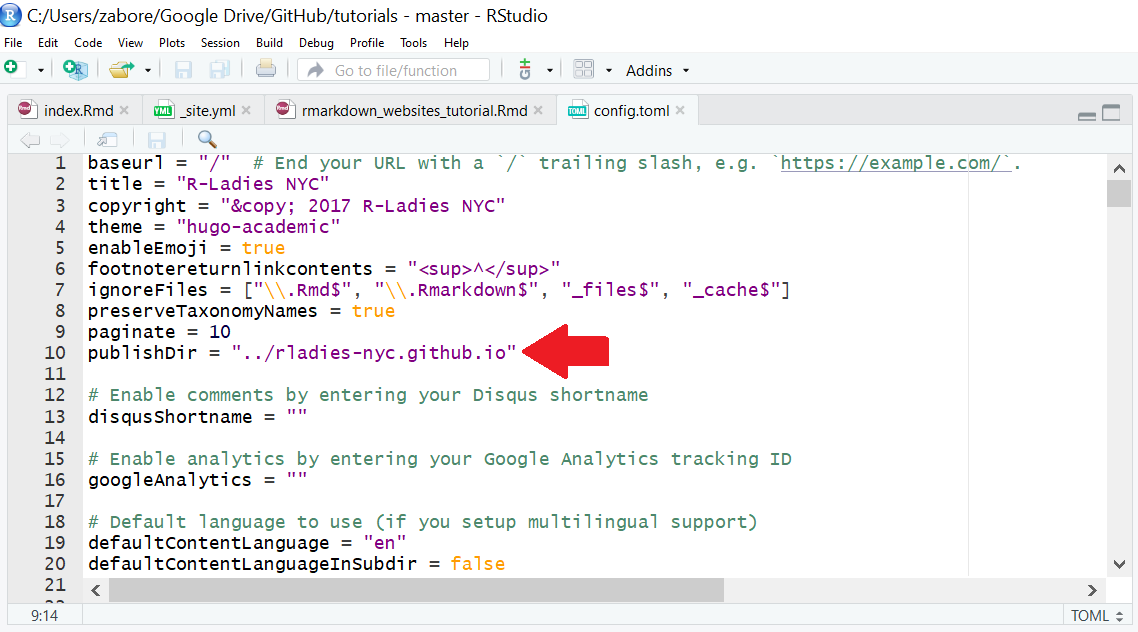 C:/Users/zabore/Google Drive/GitHub/tutorials - master - RStudio
File Edit Code View Plots Session Build Debug Profile Tools Help
Go to file/function Addins
index.Rmd _site.yml rmarkdown_websites_tutorial.Rmd config.toml
1 baseurl = "/"  # End your URL with a `/` trailing slash, e.g. `https://example.com/`.
2 title = "R-Ladies NYC"
3 copyright = "&copy; 2017 R-Ladies NYC"
4 theme = "hugo-academic"
5 enableEmoji = true
6 footnotereturnlinkcontents = "<sup>^</sup>"
7 ignoreFiles = ["\\.Rmd$", "\\.Rmarkdown$", "_files$", "_cache$"]
8 preserveTaxonomyNames = true
9 paginate = 10
10 publishDir = "../rladies-nyc.github.io"
11
12 # Enable comments by entering your Disqus shortname
13 disqusShortname = ""
14
15 # Enable analytics by entering your Google Analytics tracking ID
16 googleAnalytics = ""
17
18 # Default language to use (if you setup multilingual support)
19 defaultContentLanguage = "en"
20 defaultContentLanguageInSubdir = false
21
9:14 TOML